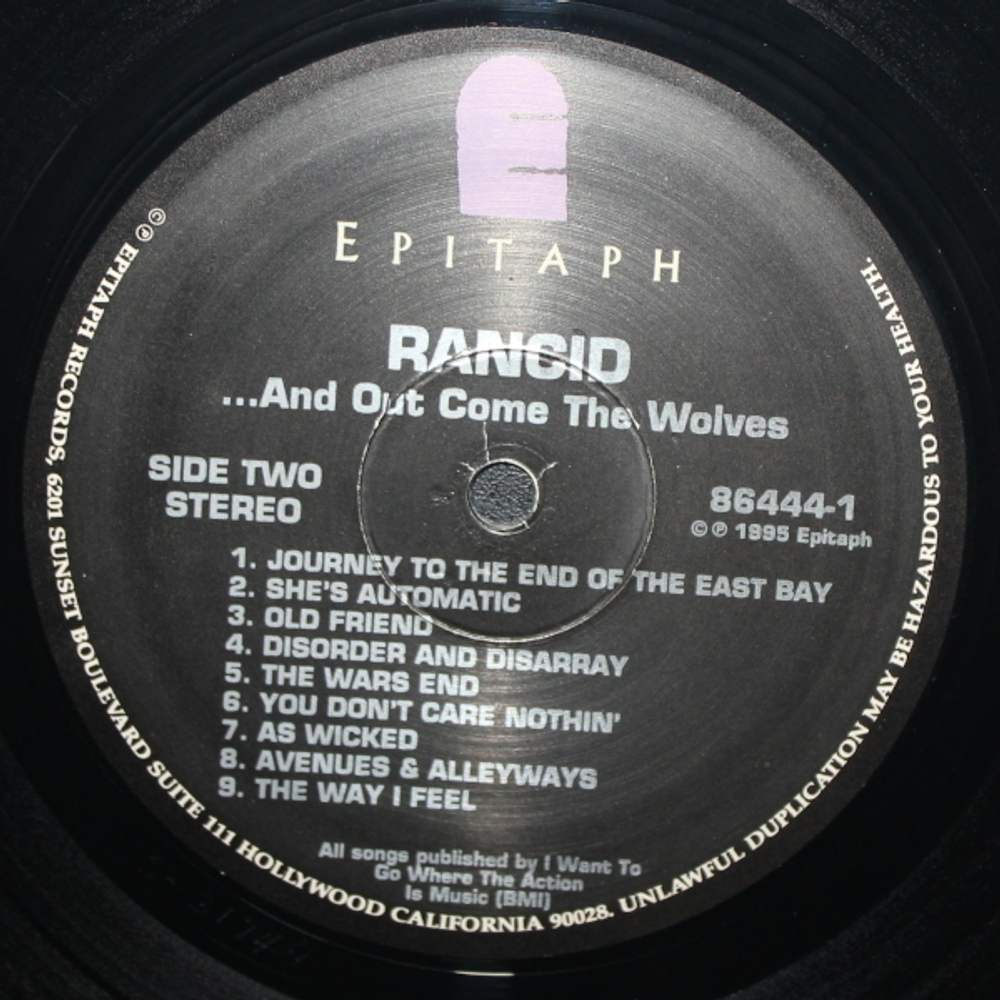 EPITAPH
RANCID
...And Out Come The Wolves
SIDE TWO
STEREO
86444-1
© ℗ 1995 Epitaph
1. JOURNEY TO THE END OF THE EAST BAY
2. SHE'S AUTOMATIC
3. OLD FRIEND
4. DISORDER AND DISARRAY
5. THE WARS END
6. YOU DON'T CARE NOTHIN'
7. AS WICKED
8. AVENUES & ALLEYWAYS
9. THE WAY I FEEL
All songs published by I Want To
Go Where The Action
Is Music (BMI)
© ℗ EPITAPH RECORDS, 6201 SUNSET BOULEVARD SUITE 111 HOLLYWOOD CALIFORNIA 90028. UNLAWFUL DUPLICATION MAY BE HAZARDOUS TO YOUR HEALTH.